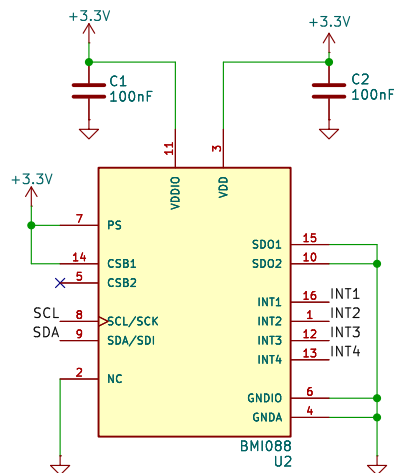 +3.3V
+3.3V
C1
100nF
C2
100nF
11
3
VDDIO
VDD
+3.3V
7 PS
14 CSB1
5 CSB2
SCL 8 SCL/SCK
SDA 9 SDA/SDI
2 NC
SDO1 15
SDO2 10
INT1 16 INT1
INT2 1 INT2
INT3 12 INT3
INT4 13 INT4
GNDIO 6
GNDA 4
BMI088
U2